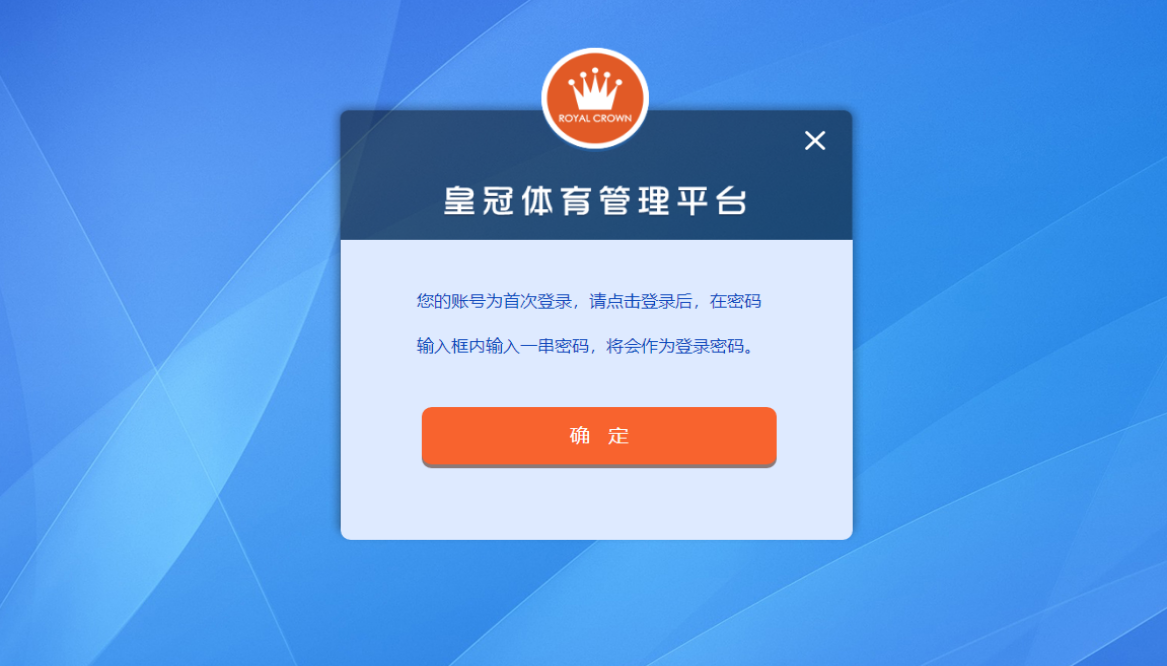 ROYAL CROWN
皇冠体育管理平台
您的账号为首次登录，请点击登录后，在密码
输入框内输入一串密码，将会作为登录密码。
确 定